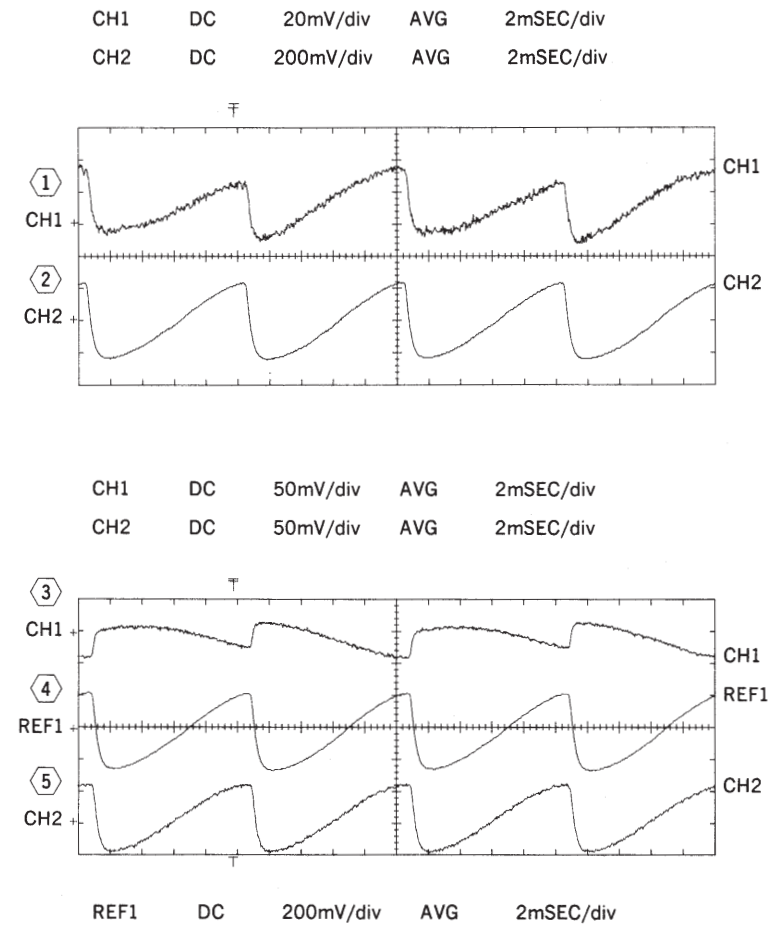 CH1 DC 20mV/div AVG 2mSEC/div
CH2 DC 200mV/div AVG 2mSEC/div
T
1
CH1
CH1
2
CH2
CH2
CH1 DC 50mV/div AVG 2mSEC/div
CH2 DC 50mV/div AVG 2mSEC/div
T
3
CH1
CH1
4
REF1
REF1
5
CH2
CH2
T
REF1 DC 200mV/div AVG 2mSEC/div